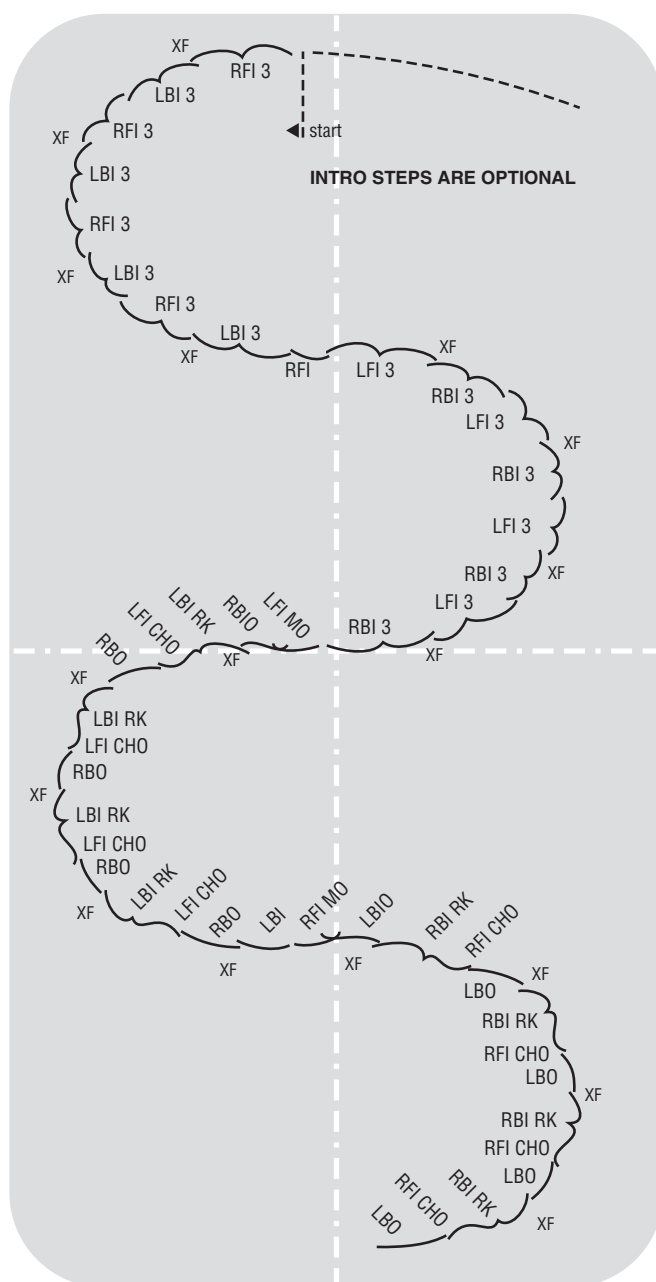 XF
RFI 3
LBI 3
start
XF
RFI 3
LBI 3
INTRO STEPS ARE OPTIONAL
RFI 3
XF
LBI 3
RFI 3
LBI 3
XF
RFI
LFI 3
XF
RBI 3
LFI 3
XF
RBI 3
LFI 3
RBI 3
XF
LFI 3
RBI 3
XF
LFI MO
RBIO
XF
LBI RK
LFI CHO
RBO
XF
LBI RK
LFI CHO
RBO
XF
LBI RK
LFI CHO
RBO
XF
LBI RK
LFI CHO
RBO
XF
LBI
RFI MO
XF
LBIO
RBI RK
RFI CHO
XF
LBO
RBI RK
RFI CHO
LBO
XF
RBI RK
RFI CHO
LBO
XF
RBI RK
RFI CHO
LBO